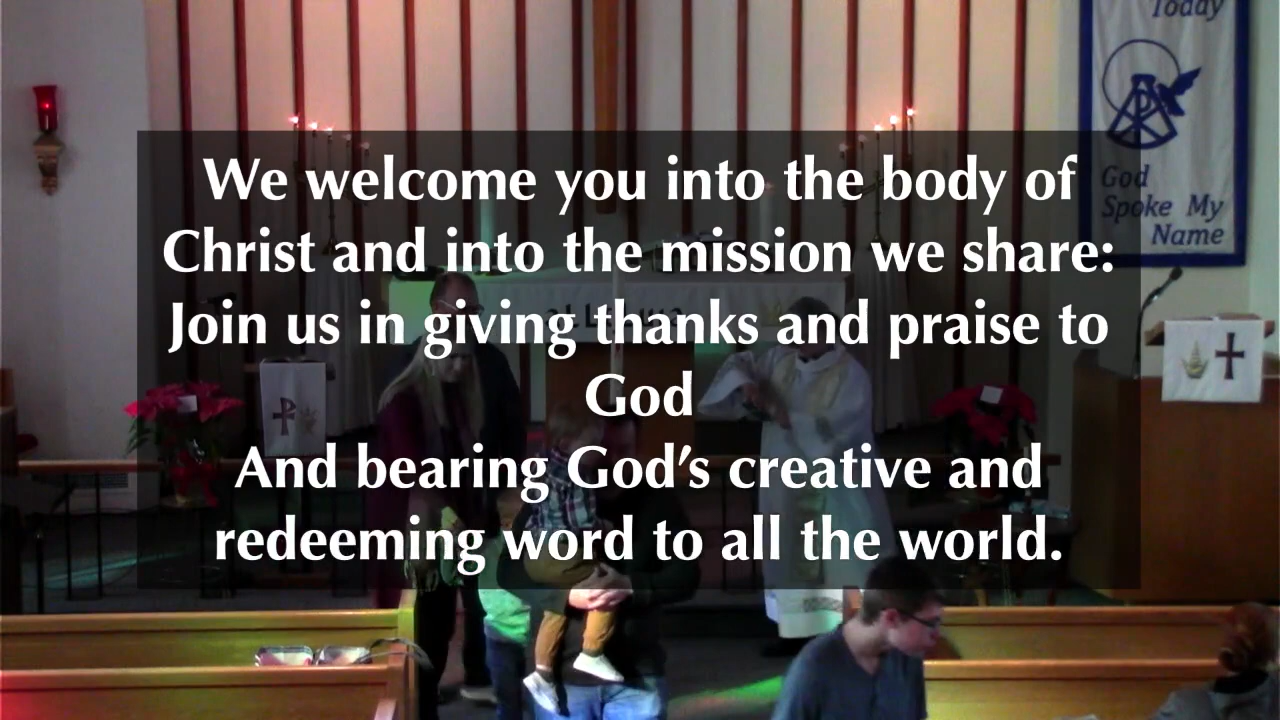 Today
God
Spoke My
Name
We welcome you into the body of
Christ and into the mission we share:
Join us in giving thanks and praise to
God
And bearing God’s creative and
redeeming word to all the world.